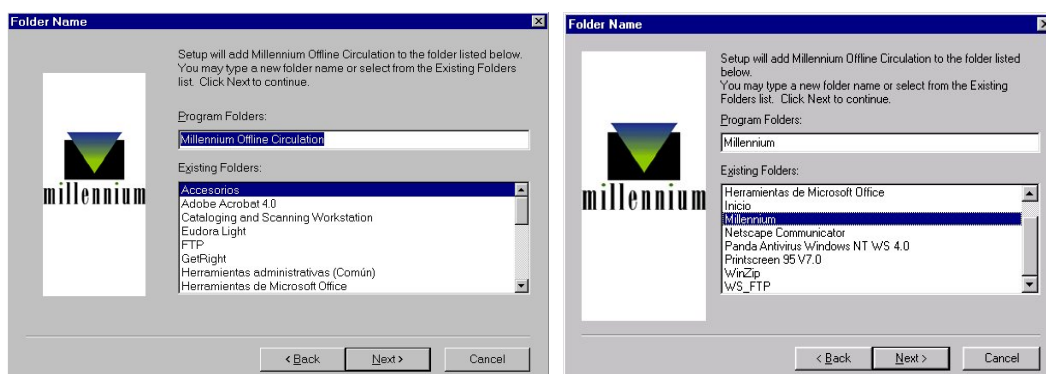 Folder Name
Setup will add Millennium Offline Circulation to the folder listed below.
You may type a new folder name or select from the Existing Folders
list. Click Next to continue.
Program Folders:
Millennium Offline Circulation
Existing Folders:
Accesorios
Adobe Acrobat 4.0
Cataloging and Scanning Workstation
Eudora Light
FTP
GetRight
Herramientas administrativas (Común)
Herramientas de Microsoft Office
millennium
< Back
Next >
Cancel
Folder Name
Setup will add Millennium Offline Circulation to the folder listed
below.
You may type a new folder name or select from the Existing
Folders list. Click Next to continue.
Program Folders:
Millennium
Existing Folders:
Herramientas de Microsoft Office
Inicio
Millennium
Netscape Communicator
Panda Antivirus Windows NT WS 4.0
Printscreen 95 V7.0
WinZip
WS_FTP
millennium
< Back
Next >
Cancel